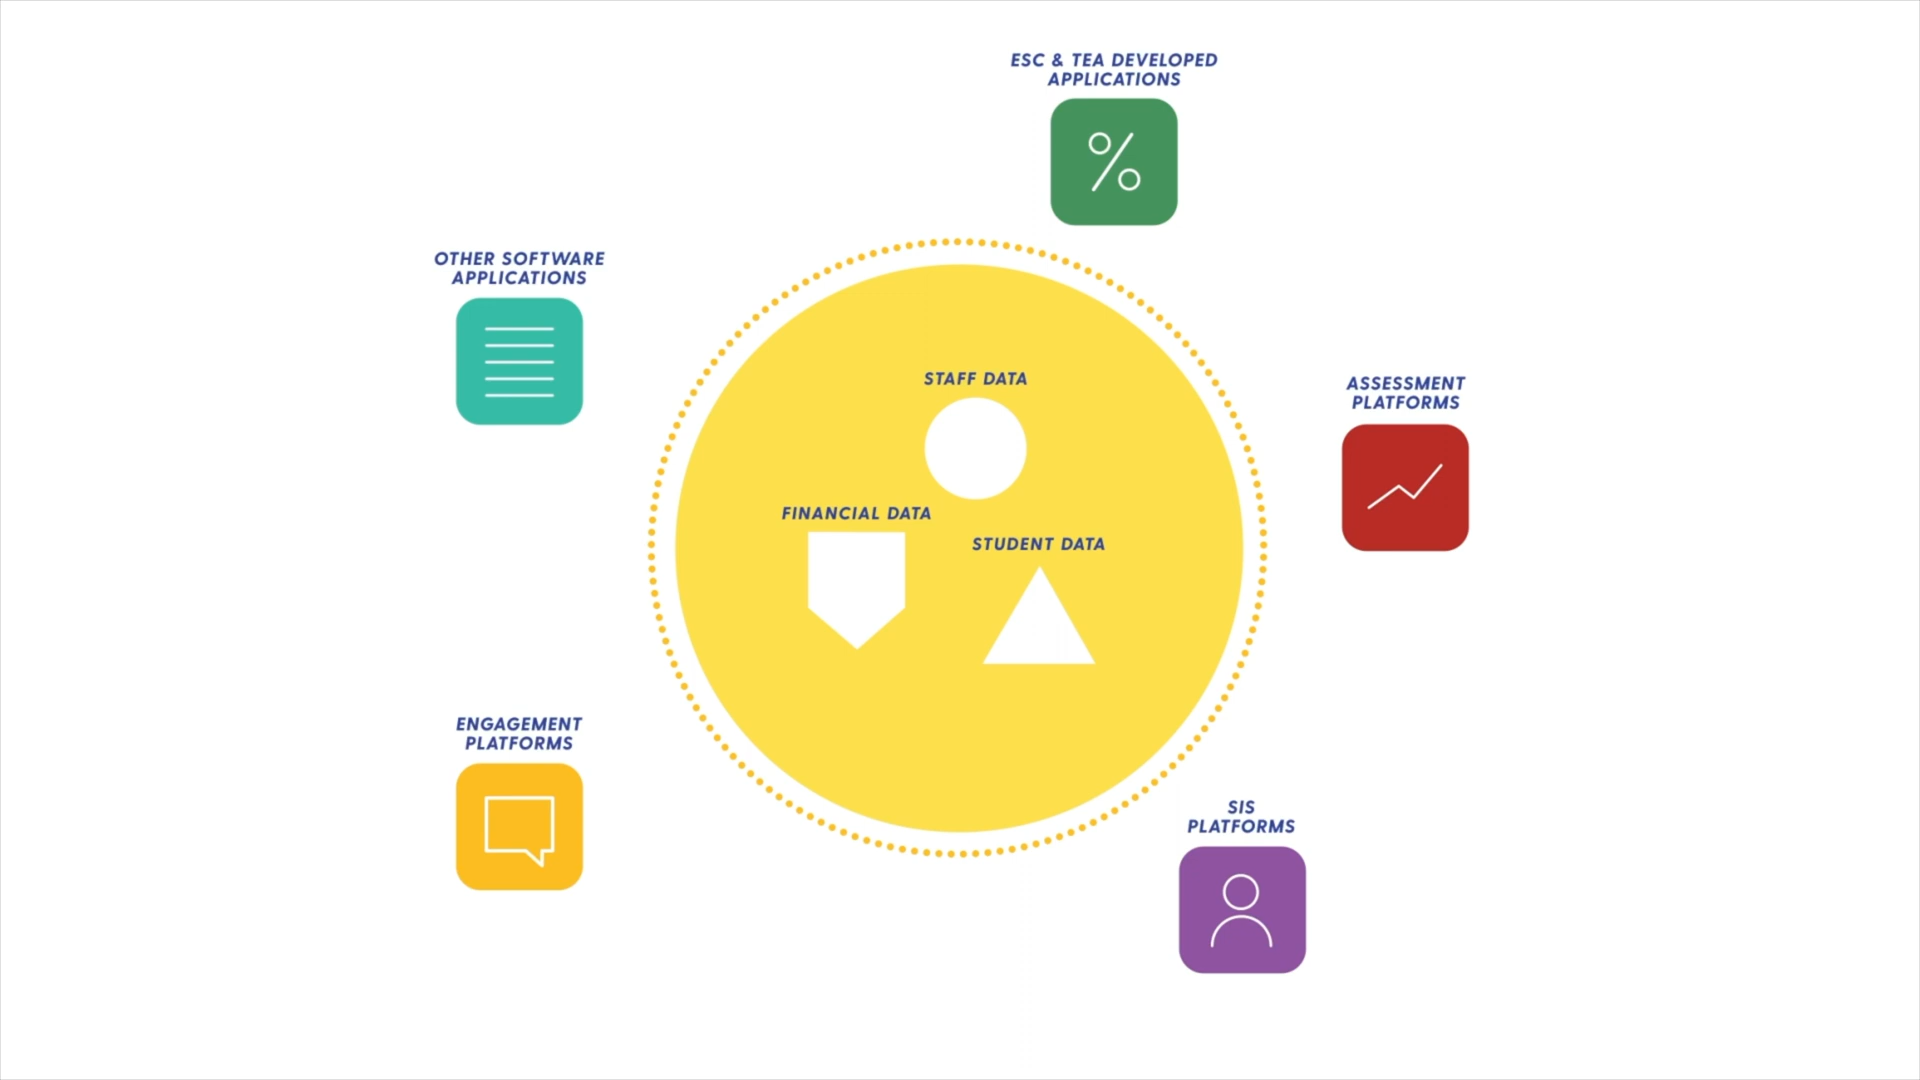 ESC & TEA DEVELOPED
APPLICATIONS
OTHER SOFTWARE
APPLICATIONS
STAFF DATA
ASSESSMENT
PLATFORMS
FINANCIAL DATA
STUDENT DATA
ENGAGEMENT
PLATFORMS
SIS
PLATFORMS